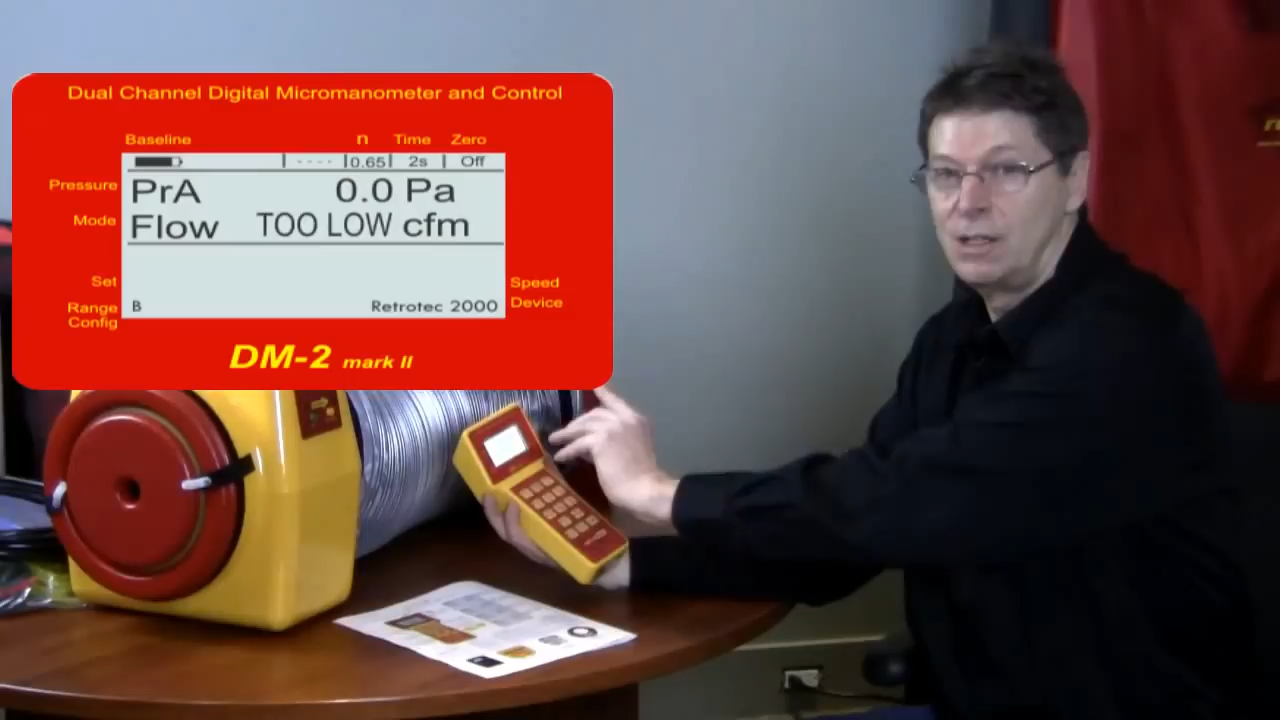 Dual Channel Digital Micromanometer and Control
Baseline n Time Zero
- - - - 0.65 2s Off
Pressure PrA 0.0 Pa
Mode Flow TOO LOW cfm
Set Speed
Range B Retrotec 2000 Device
Config
DM-2 mark II